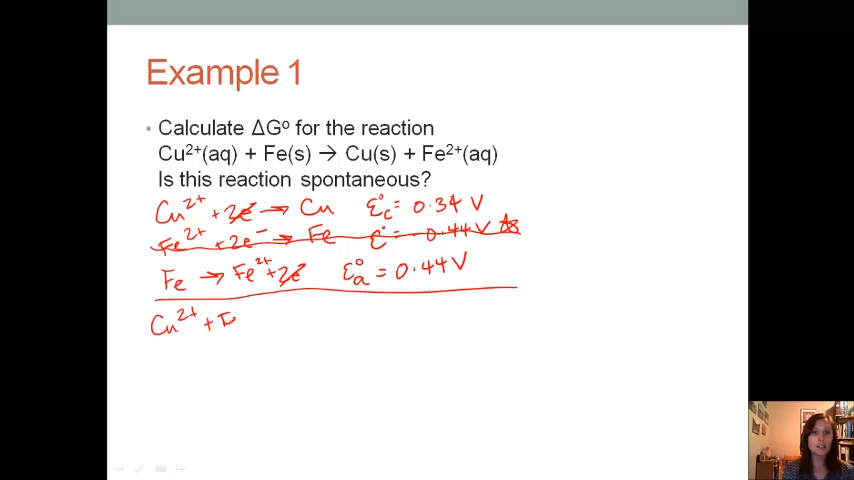 Example 1
• Calculate ΔGº for the reaction
Cu²⁺(aq) + Fe(s) → Cu(s) + Fe²⁺(aq)
Is this reaction spontaneous?
Cu²⁺ + 2e⁻ → Cu ℰ°c = 0.34 V
Fe²⁺ + 2e⁻ → Fe ℰ° = -0.44 V
Fe → Fe²⁺ + 2e⁻ ℰ°a = 0.44 V
Cu²⁺ + Fe